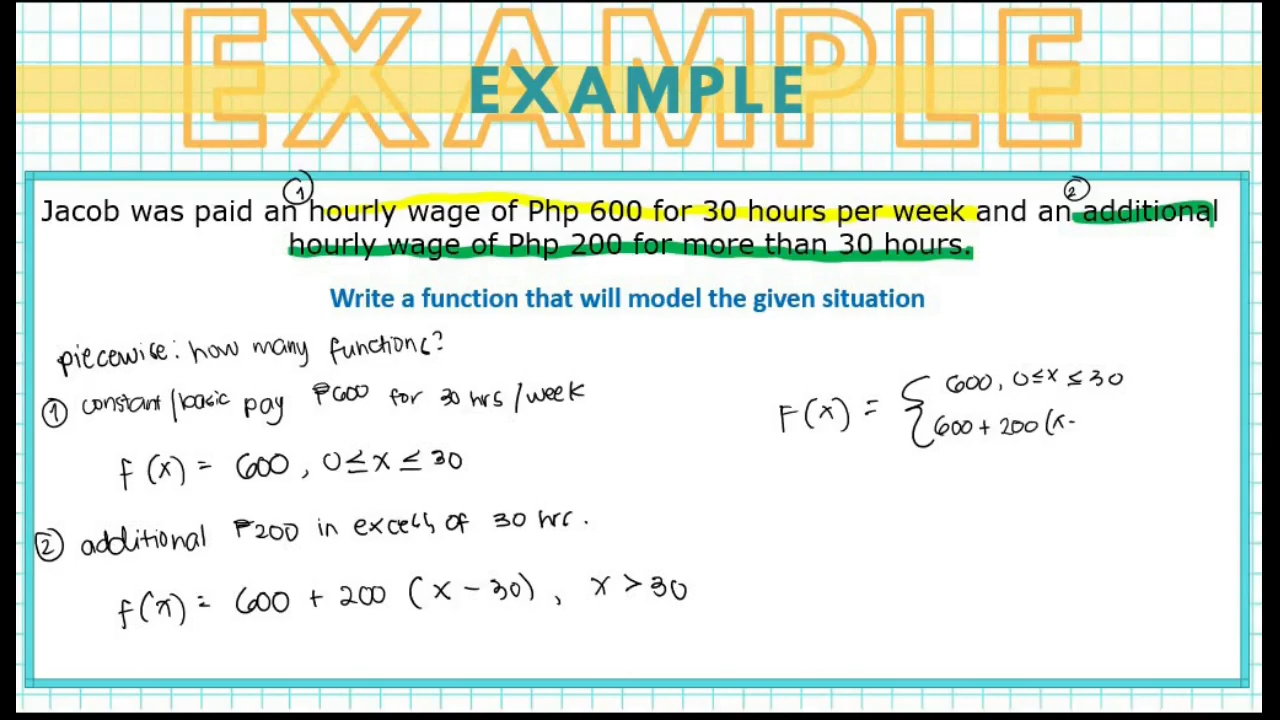 EXAMPLE
EXAMPLE
1
2
Jacob was paid an hourly wage of Php 600 for 30 hours per week and an additional
hourly wage of Php 200 for more than 30 hours.
Write a function that will model the given situation
piecewise: how many functions?
① constant/basic pay ₱600 for 30 hrs/week
f(x) = 600, 0≤x≤30
② additional ₱200 in excess of 30 hrs.
f(x) = 600 + 200 (x - 30), x > 30
F(x) = { 600, 0≤x≤30
600 + 200 (x-